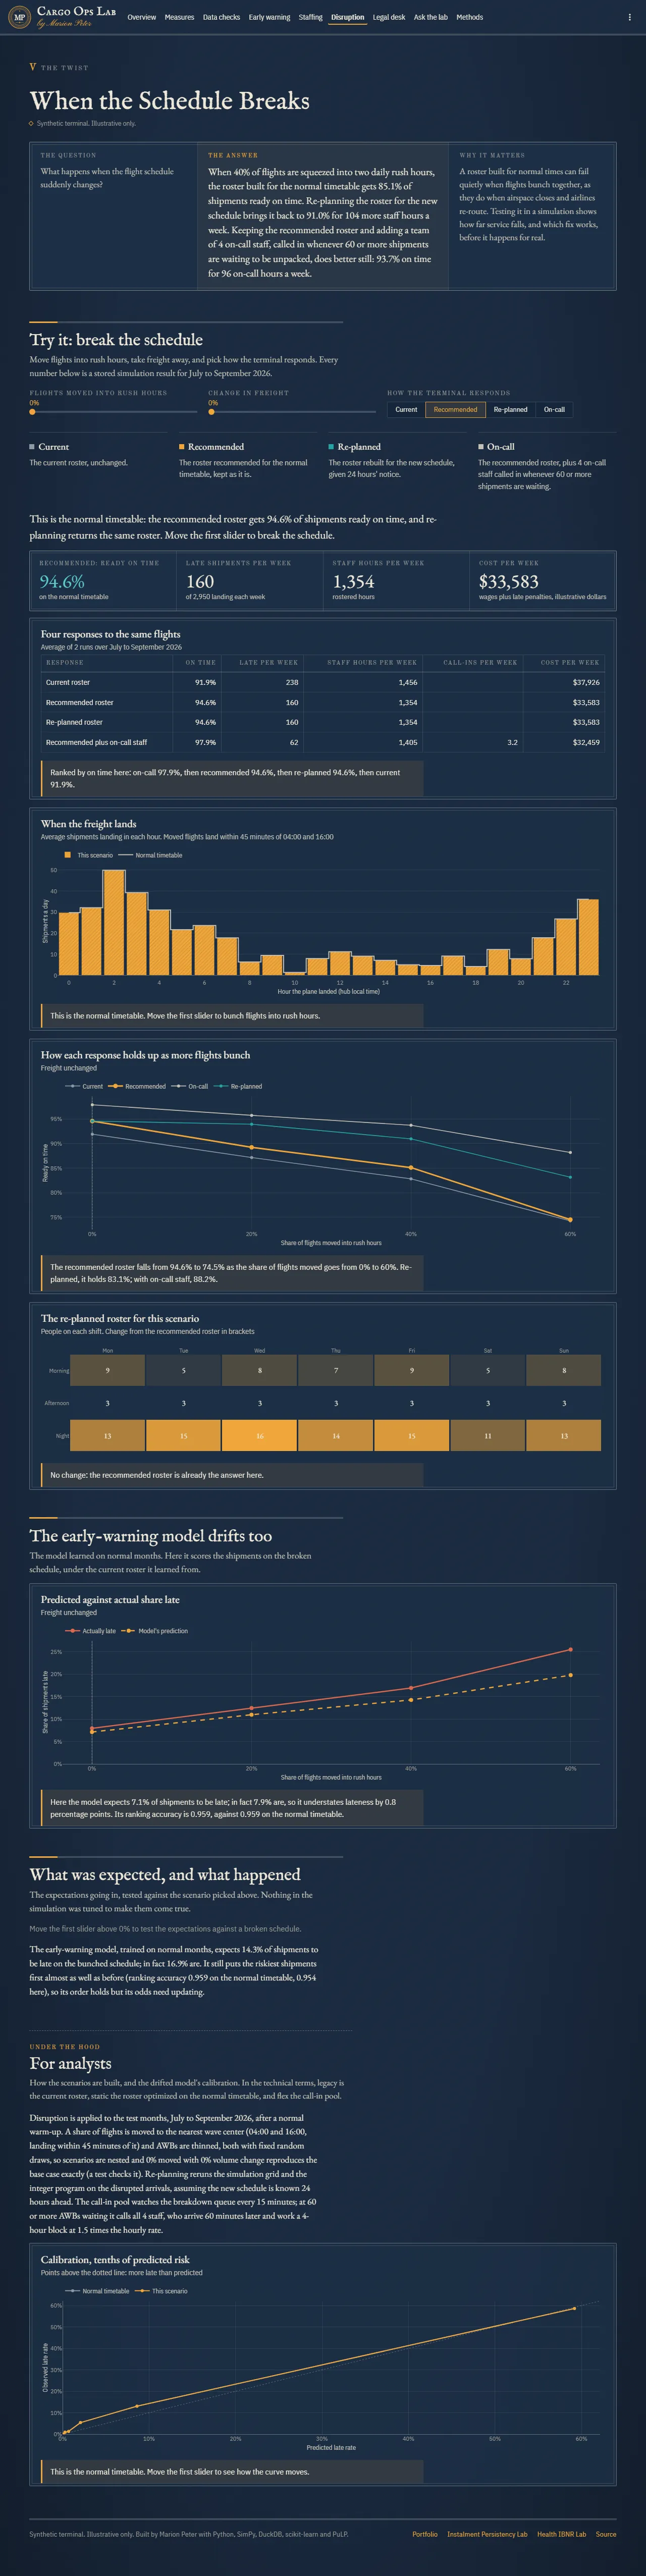 MP
Cargo Ops Lab
by Marion Peter
Overview Measures Data checks Early warning Staffing Disruption Legal desk Ask the lab Methods
V THE TWIST
When the Schedule Breaks
Synthetic terminal. Illustrative only.
THE QUESTION
What happens when the flight schedule
suddenly changes?
THE ANSWER
When 40% of flights are squeezed into two daily rush hours,
the roster built for the normal timetable gets 85.1% of
shipments ready on time. Re-planning the roster for the new
schedule brings it back to 91.0% for 104 more staff hours a
week. Keeping the recommended roster and adding a team
of 4 on-call staff, called in whenever 60 or more shipments
are waiting to be unpacked, does better still: 93.7% on time
for 96 on-call hours a week.
WHY IT MATTERS
A roster built for normal times can fail
quietly when flights bunch together, as
they do when airspace closes and airlines
re-route. Testing it in a simulation shows
how far service falls, and which fix works,
before it happens for real.
Try it: break the schedule
Move flights into rush hours, take freight away, and pick how the terminal responds. Every
number below is a stored simulation result for July to September 2026.
FLIGHTS MOVED INTO RUSH HOURS
0%
CHANGE IN FREIGHT
0%
HOW THE TERMINAL RESPONDS
Current Recommended Re-planned On-call
Current
The current roster, unchanged.
Recommended
The roster recommended for the normal
timetable, kept as it is.
Re-planned
The roster rebuilt for the new schedule,
given 24 hours' notice.
On-call
The recommended roster, plus 4 on-call
staff called in whenever 60 or more
shipments are waiting.
This is the normal timetable: the recommended roster gets 94.6% of shipments ready on time, and re-
planning returns the same roster. Move the first slider to break the schedule.
RECOMMENDED: READY ON TIME
94.6%
on the normal timetable
LATE SHIPMENTS PER WEEK
160
of 2,950 landing each week
STAFF HOURS PER WEEK
1,354
rostered hours
COST PER WEEK
$33,583
wages plus late penalties, illustrative dollars
Four responses to the same flights
Average of 2 runs over July to September 2026
RESPONSE ON TIME LATE PER WEEK STAFF HOURS PER WEEK CALL-INS PER WEEK COST PER WEEK
Current roster 91.9% 238 1,456 $37,926
Recommended roster 94.6% 160 1,354 $33,583
Re-planned roster 94.6% 160 1,354 $33,583
Recommended plus on-call staff 97.9% 62 1,405 3.2 $32,459
Ranked by on time here: on-call 97.9%, then recommended 94.6%, then re-planned 94.6%, then current
91.9%.
When the freight lands
Average shipments landing in each hour. Moved flights land within 45 minutes of 04:00 and 16:00
This scenario Normal timetable
Shipments a day
50
40
30
20
10
0
0 2 4 6 8 10 12 14 16 18 20 22
Hour the plane landed (hub local time)
This is the normal timetable. Move the first slider to bunch flights into rush hours.
How each response holds up as more flights bunch
Freight unchanged
Current Recommended On-call Re-planned
Ready on time
95%
90%
85%
80%
75%
0% 20% 40% 60%
Share of flights moved into rush hours
The recommended roster falls from 94.6% to 74.5% as the share of flights moved goes from 0% to 60%. Re-
planned, it holds 83.1%; with on-call staff, 88.2%.
The re-planned roster for this scenario
People on each shift. Change from the recommended roster in brackets
Mon Tue Wed Thu Fri Sat Sun
Morning 9 5 8 7 9 5 8
Afternoon 3 3 3 3 3 3 3
Night 13 15 16 14 15 11 13
No change: the recommended roster is already the answer here.
The early-warning model drifts too
The model learned on normal months. Here it scores the shipments on the broken
schedule, under the current roster it learned from.
Predicted against actual share late
Freight unchanged
Actually late Model's prediction
Share of shipments late
25%
20%
15%
10%
5%
0%
0% 20% 40% 60%
Share of flights moved into rush hours
Here the model expects 7.1% of shipments to be late; in fact 7.9% are, so it understates lateness by 0.8
percentage points. Its ranking accuracy is 0.959, against 0.959 on the normal timetable.
What was expected, and what happened
The expectations going in, tested against the scenario picked above. Nothing in the
simulation was tuned to make them come true.
Move the first slider above 0% to test the expectations against a broken schedule.
The early-warning model, trained on normal months, expects 14.3% of shipments to
be late on the bunched schedule; in fact 16.9% are. It still puts the riskiest shipments
first almost as well as before (ranking accuracy 0.959 on the normal timetable, 0.954
here), so its order holds but its odds need updating.
UNDER THE HOOD
For analysts
How the scenarios are built, and the drifted model's calibration. In the technical terms, legacy is
the current roster, static the roster optimized on the normal timetable, and flex the call-in pool.
Disruption is applied to the test months, July to September 2026, after a normal
warm-up. A share of flights is moved to the nearest wave center (04:00 and 16:00,
landing within 45 minutes of it) and AWBs are thinned, both with fixed random
draws, so scenarios are nested and 0% moved with 0% volume change reproduces the
base case exactly (a test checks it). Re-planning reruns the simulation grid and the
integer program on the disrupted arrivals, assuming the new schedule is known 24
hours ahead. The call-in pool watches the breakdown queue every 15 minutes; at 60
or more AWBs waiting it calls all 4 staff, who arrive 60 minutes later and work a 4-
hour block at 1.5 times the hourly rate.
Calibration, tenths of predicted risk
Points above the dotted line: more late than predicted
Normal timetable This scenario
Observed late rate
60%
50%
40%
30%
20%
10%
0%
0% 10% 20% 30% 40% 50% 60%
Predicted late rate
This is the normal timetable. Move the first slider to see how the curve moves.
Synthetic terminal. Illustrative only. Built by Marion Peter with Python, SimPy, DuckDB, scikit-learn and PuLP.
Portfolio Instalment Persistency Lab Health IBNR Lab Source